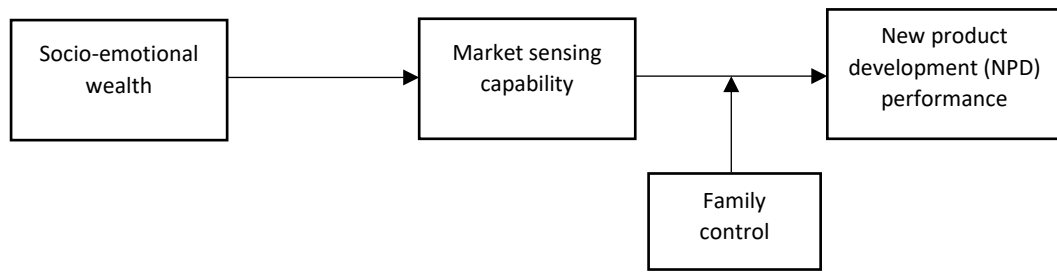 Socio-emotional
wealth
Market sensing
capability
New product
development (NPD)
performance
Family
control